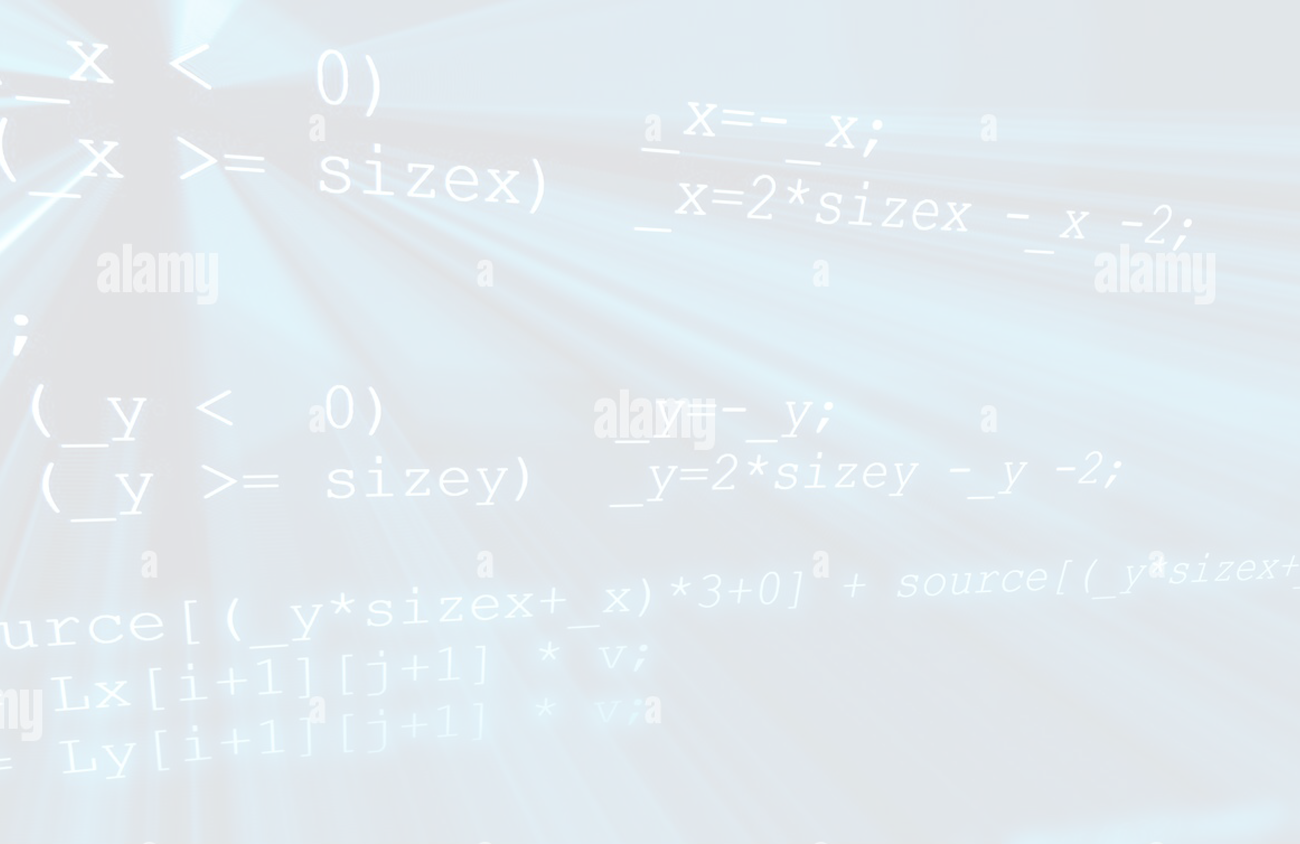 _x < 0) _x=-_x;
(_x >= sizex) _x=2*sizex -_x -2;
;
(_y < 0) _y=-_y;
(_y >= sizey) _y=2*sizey -_y -2;
urce[(_y*sizex+_x)*3+0] + source[(_y*sizex+_
Lx[i+1][j+1] * v;
= Ly[i+1][j+1] * v;
alamy
alamy
alamy
my
a
a
a
a
a
a
a
a
a
a
a
a
a